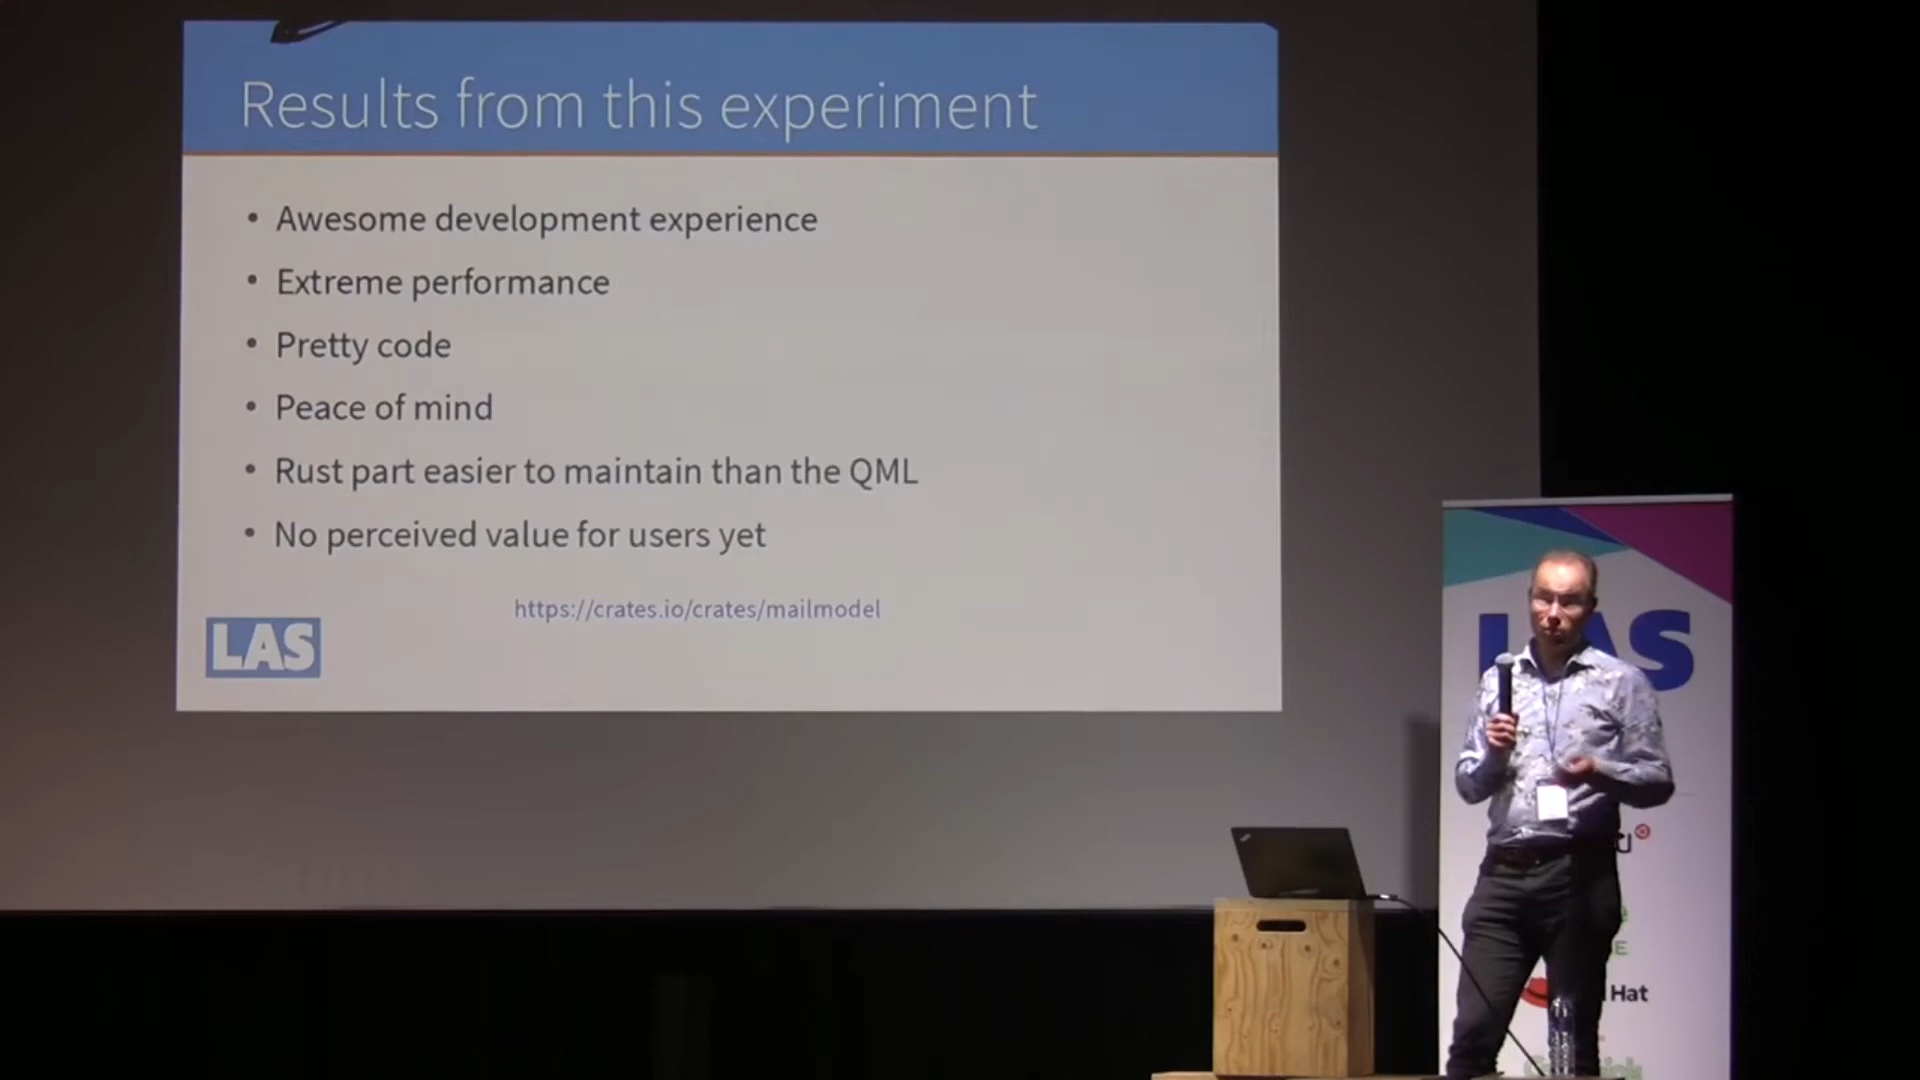 Results from this experiment
• Awesome development experience
• Extreme performance
• Pretty code
• Peace of mind
• Rust part easier to maintain than the QML
• No perceived value for users yet
https://crates.io/crates/mailmodel
LAS
LAS
Hat